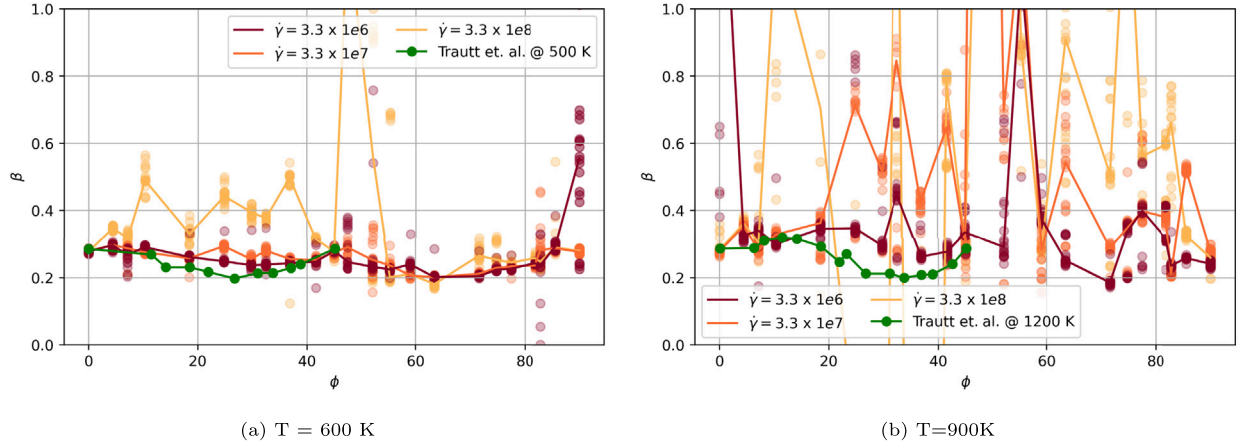 γ̇ = 3.3 x 1e6
γ̇ = 3.3 x 1e7
γ̇ = 3.3 x 1e8
Trautt et. al. @ 500 K
1.0
0.8
0.6
0.4
0.2
0.0
β
0 20 40 60 80
ϕ
(a) T = 600 K
1.0
0.8
0.6
0.4
0.2
0.0
β
γ̇ = 3.3 x 1e6
γ̇ = 3.3 x 1e7
γ̇ = 3.3 x 1e8
Trautt et. al. @ 1200 K
0 20 40 60 80
ϕ
(b) T=900K